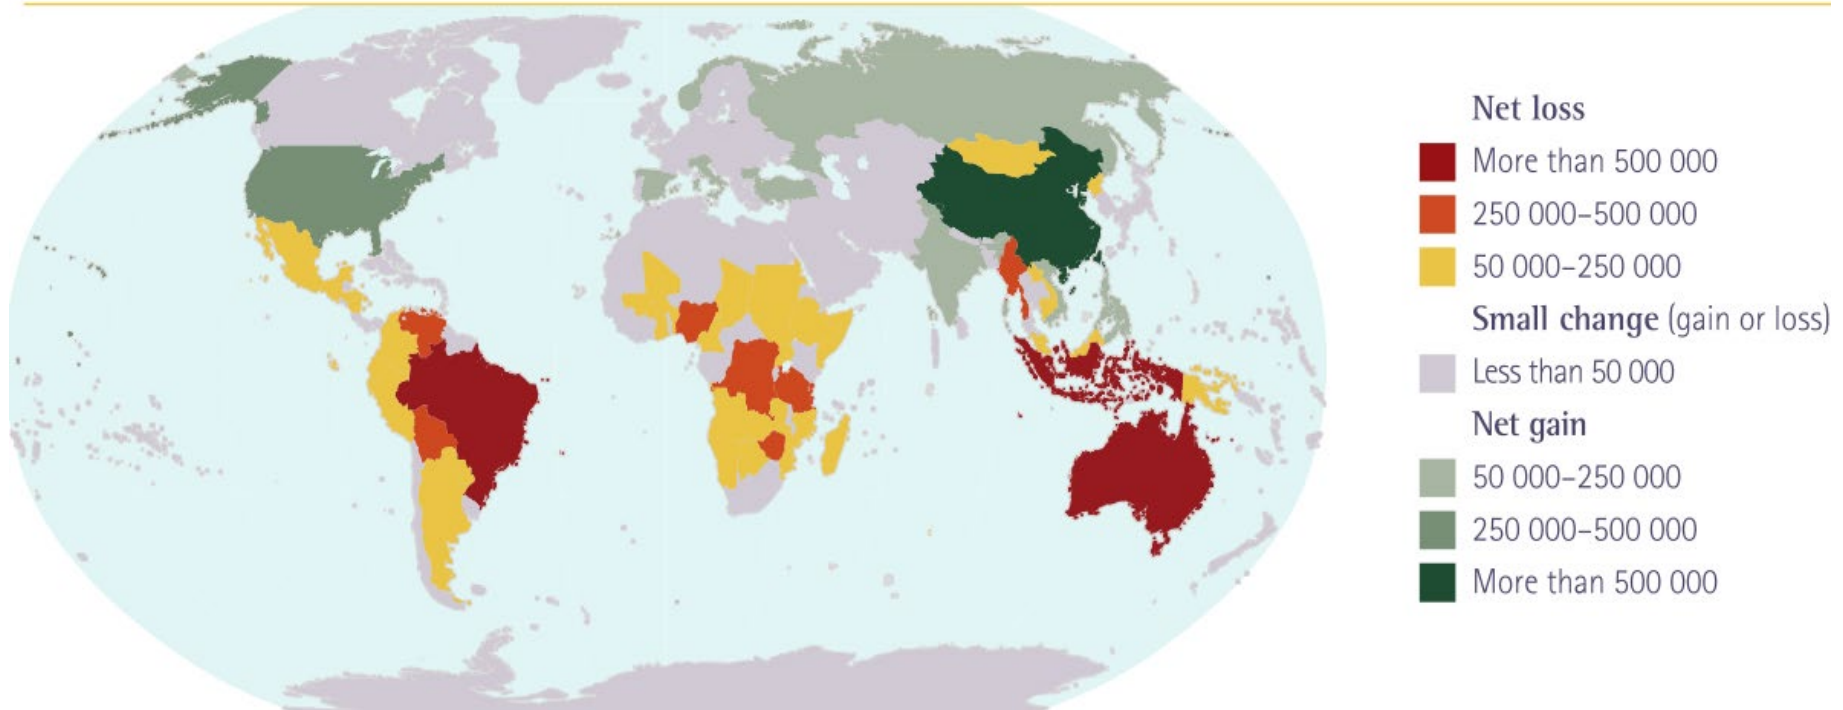 Net loss
More than 500 000
250 000–500 000
50 000–250 000
Small change (gain or loss)
Less than 50 000
Net gain
50 000–250 000
250 000–500 000
More than 500 000